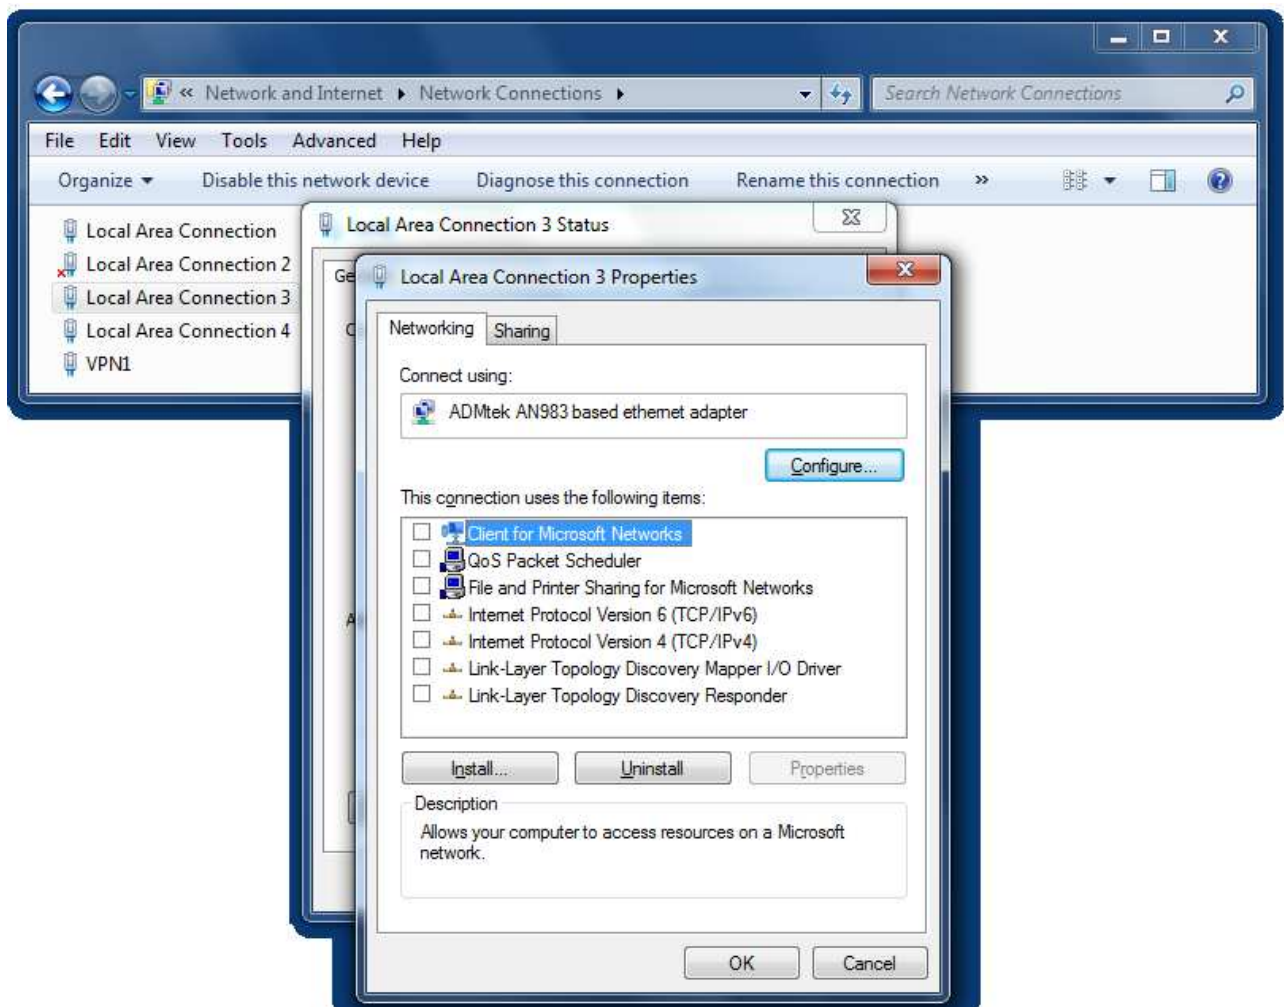 « Network and Internet ▸ Network Connections ▸
Search Network Connections
File Edit View Tools Advanced Help
Organize Disable this network device Diagnose this connection Rename this connection »
Local Area Connection
Local Area Connection 2
Local Area Connection 3
Local Area Connection 4
VPN1
Local Area Connection 3 Status
Ge
Local Area Connection 3 Properties
Networking Sharing
Connect using:
ADMtek AN983 based ethernet adapter
Configure...
This connection uses the following items:
Client for Microsoft Networks
QoS Packet Scheduler
File and Printer Sharing for Microsoft Networks
Internet Protocol Version 6 (TCP/IPv6)
Internet Protocol Version 4 (TCP/IPv4)
Link-Layer Topology Discovery Mapper I/O Driver
Link-Layer Topology Discovery Responder
Install... Uninstall Properties
Description
Allows your computer to access resources on a Microsoft
network.
OK Cancel